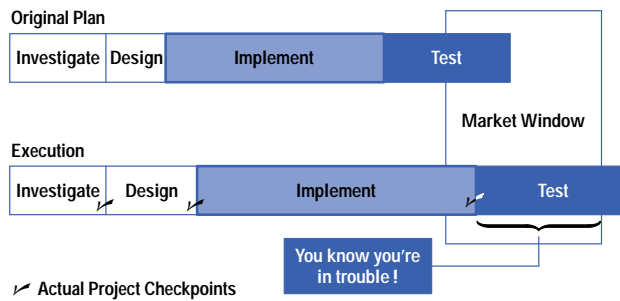 Original Plan
Investigate Design Implement Test
Market Window
Execution
Investigate Design Implement Test
You know you're
in trouble !
Actual Project Checkpoints